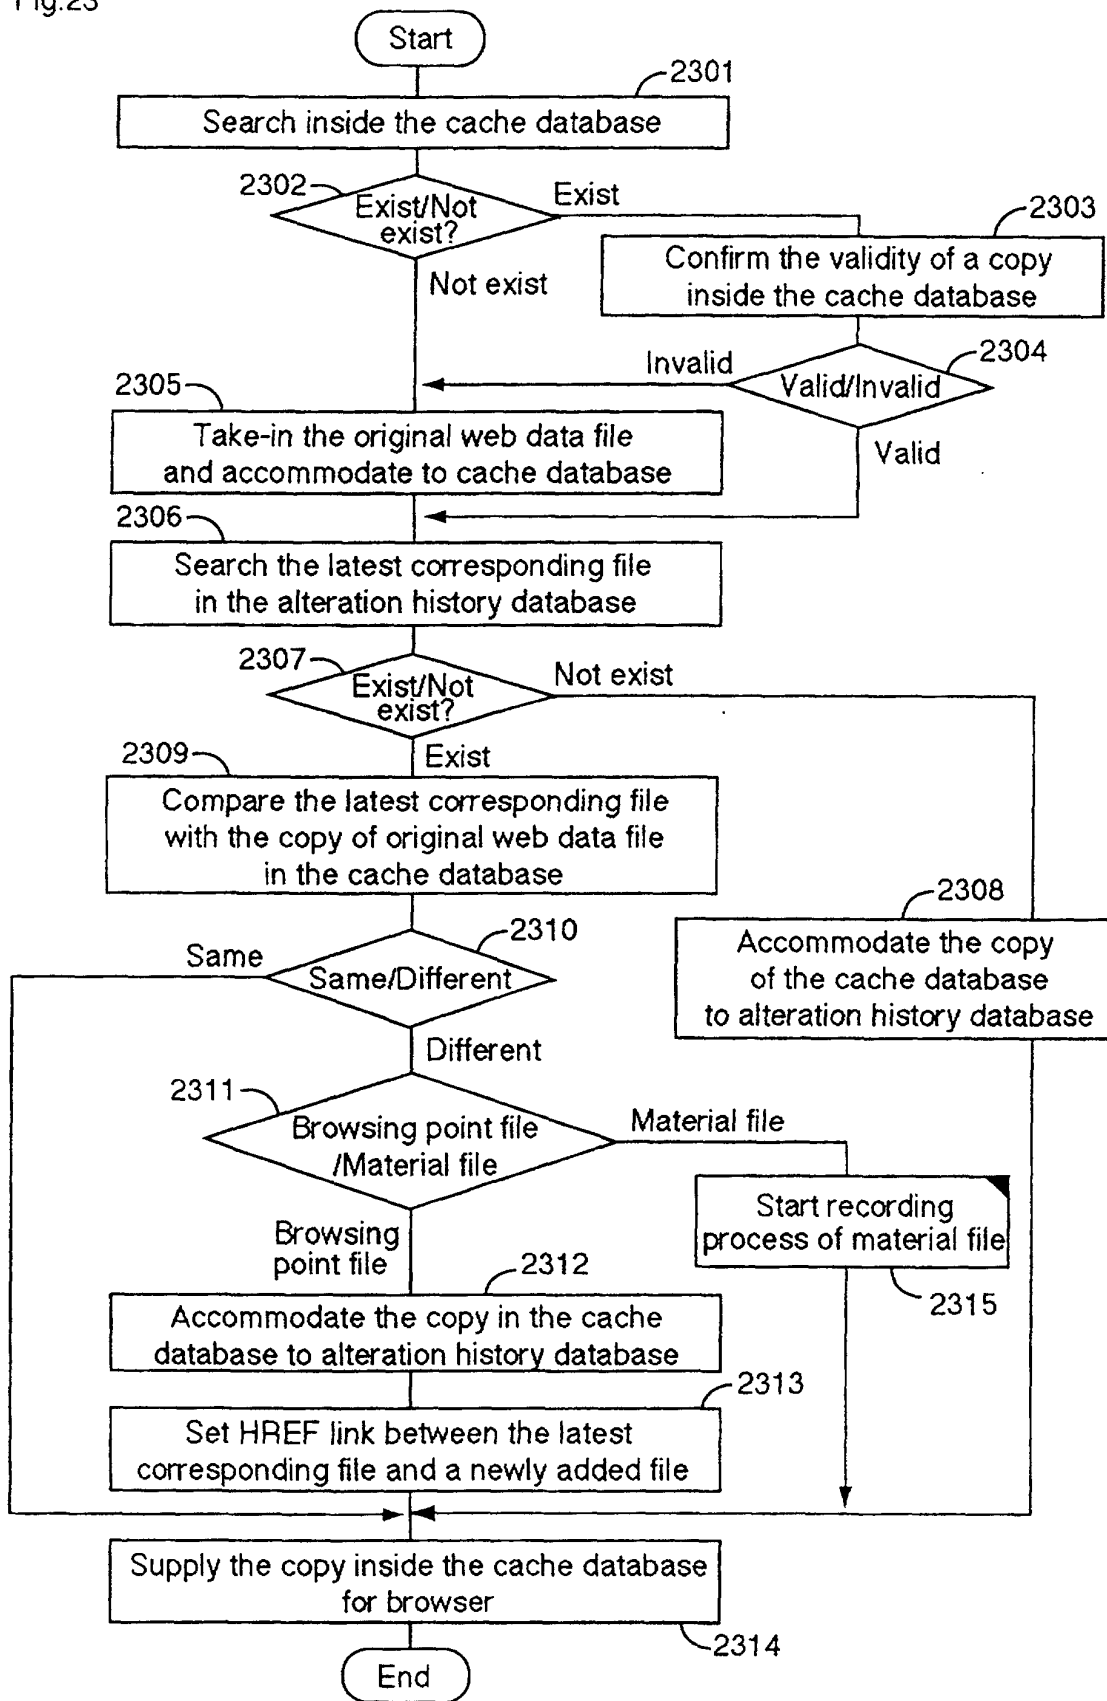 Fig.23
Start
2301
Search inside the cache database
2302
Exist/Not
exist?
Exist
Not exist
2303
Confirm the validity of a copy
inside the cache database
2304
Valid/Invalid
Invalid
Valid
2305
Take-in the original web data file
and accommodate to cache database
2306
Search the latest corresponding file
in the alteration history database
2307
Exist/Not
exist?
Not exist
Exist
2309
Compare the latest corresponding file
with the copy of original web data file
in the cache database
2308
Accommodate the copy
of the cache database
to alteration history database
2310
Same
Same/Different
Different
2311
Browsing point file
/Material file
Material file
Start recording
process of material file
2315
Browsing
point file
2312
Accommodate the copy in the cache
database to alteration history database
2313
Set HREF link between the latest
corresponding file and a newly added file
Supply the copy inside the cache database
for browser
2314
End